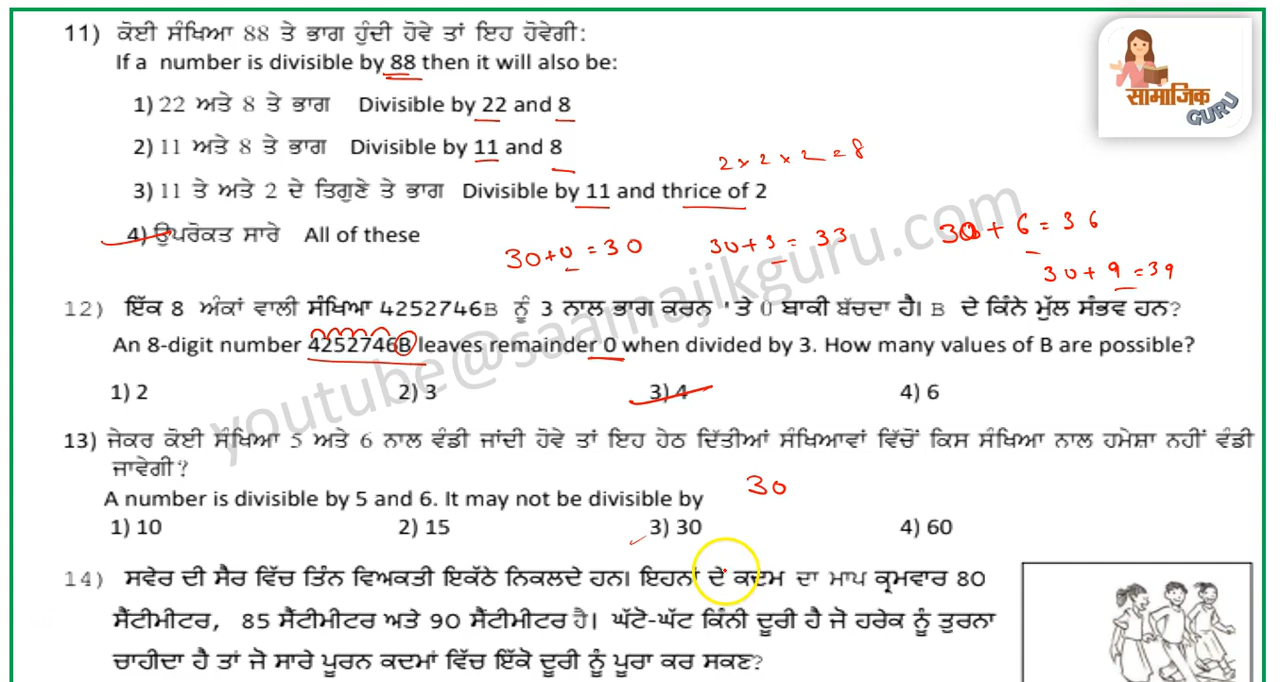 11) ਕੋਈ ਸੰਖਿਆ 88 ਤੇ ਭਾਗ ਹੁੰਦੀ ਹੋਵੇ ਤਾਂ ਇਹ ਹੋਵੇਗੀ:
If a number is divisible by 88 then it will also be:
1) 22 ਅਤੇ 8 ਤੇ ਭਾਗ Divisible by 22 and 8
2) 11 ਅਤੇ 8 ਤੇ ਭਾਗ Divisible by 11 and 8
2 × 2 × 2 = 8
3) 11 ਤੇ ਅਤੇ 2 ਦੇ ਤਿਗੁਣੇ ਤੇ ਭਾਗ Divisible by 11 and thrice of 2
4) ਉਪਰੋਕਤ ਸਾਰੇ All of these
30+0 = 30 30+3 = 33 30+6 = 36
30+9 = 39
12) ਇੱਕ 8 ਅੰਕਾਂ ਵਾਲੀ ਸੰਖਿਆ 4252746B ਨੂੰ 3 ਨਾਲ ਭਾਗ ਕਰਨ 'ਤੇ 0 ਬਾਕੀ ਬੱਚਦਾ ਹੈ। B ਦੇ ਕਿੰਨੇ ਮੁੱਲ ਸੰਭਵ ਹਨ?
An 8-digit number 4252746B leaves remainder 0 when divided by 3. How many values of B are possible?
1) 2 2) 3 3) 4 4) 6
13) ਜੇਕਰ ਕੋਈ ਸੰਖਿਆ 5 ਅਤੇ 6 ਨਾਲ ਵੰਡੀ ਜਾਂਦੀ ਹੋਵੇ ਤਾਂ ਇਹ ਹੇਠ ਦਿੱਤੀਆਂ ਸੰਖਿਆਵਾਂ ਵਿੱਚੋਂ ਕਿਸ ਸੰਖਿਆ ਨਾਲ ਹਮੇਸ਼ਾ ਨਹੀਂ ਵੰਡੀ
ਜਾਵੇਗੀ?
A number is divisible by 5 and 6. It may not be divisible by
30
1) 10 2) 15 3) 30 4) 60
14) ਸਵੇਰ ਦੀ ਸੈਰ ਵਿੱਚ ਤਿੰਨ ਵਿਅਕਤੀ ਇਕੱਠੇ ਨਿਕਲਦੇ ਹਨ। ਇਹਨਾਂ ਦੇ ਕਦਮ ਦਾ ਮਾਪ ਕ੍ਰਮਵਾਰ 80
ਸੈਂਟੀਮੀਟਰ, 85 ਸੈਂਟੀਮੀਟਰ ਅਤੇ 90 ਸੈਂਟੀਮੀਟਰ ਹੈ। ਘੱਟੋ-ਘੱਟ ਕਿੰਨੀ ਦੂਰੀ ਹੈ ਜੋ ਹਰੇਕ ਨੂੰ ਤੁਰਨਾ
ਚਾਹੀਦਾ ਹੈ ਤਾਂ ਜੋ ਸਾਰੇ ਪੂਰਨ ਕਦਮਾਂ ਵਿੱਚ ਇੱਕੋ ਦੂਰੀ ਨੂੰ ਪੂਰਾ ਕਰ ਸਕਣ?
सामाजिक
GURU
youtube@saamajikguru.com